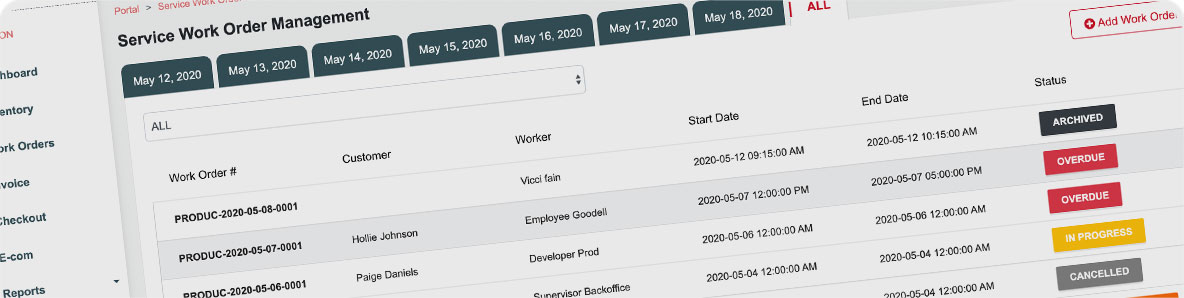 Portal > Service Work Order
Service Work Order Management
May 12, 2020 May 13, 2020 May 14, 2020 May 15, 2020 May 16, 2020 May 17, 2020 May 18, 2020 ALL
Add Work Order
ALL
Work Order # Customer Worker Start Date End Date Status
PRODUC-2020-05-08-0001 Vicci fain 2020-05-12 09:15:00 AM 2020-05-12 10:15:00 AM ARCHIVED
PRODUC-2020-05-07-0001 Hollie Johnson Employee Goodell 2020-05-07 12:00:00 PM 2020-05-07 05:00:00 PM OVERDUE
PRODUC-2020-05-06-0001 Paige Daniels Developer Prod 2020-05-06 12:00:00 AM 2020-05-06 12:00:00 AM OVERDUE
Supervisor Backoffice 2020-05-04 12:00:00 AM 2020-05-04 12:00:00 AM IN PROGRESS
2020-05-04 12:00:00 AM CANCELLED
ON
hboard
entory
rk Orders
voice
Checkout
E-com
Reports